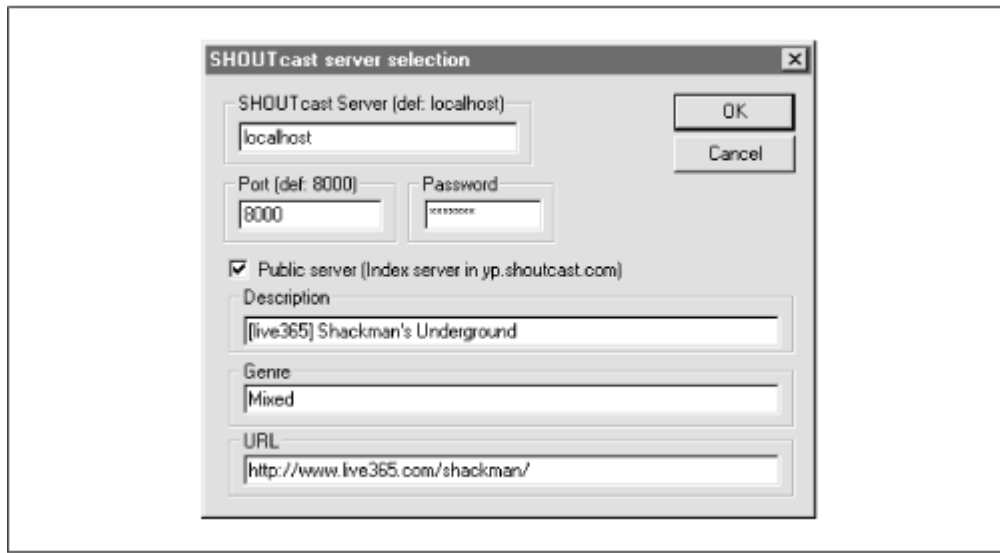 SHOUTcast server selection
SHOUTcast Server (def: localhost)
localhost
OK
Cancel
Port (def: 8000)
Password
8000
********
Public server (Index server in yp.shoutcast.com)
Description
[live365] Shackman's Underground
Genre
Mixed
URL
http://www.live365.com/shackman/